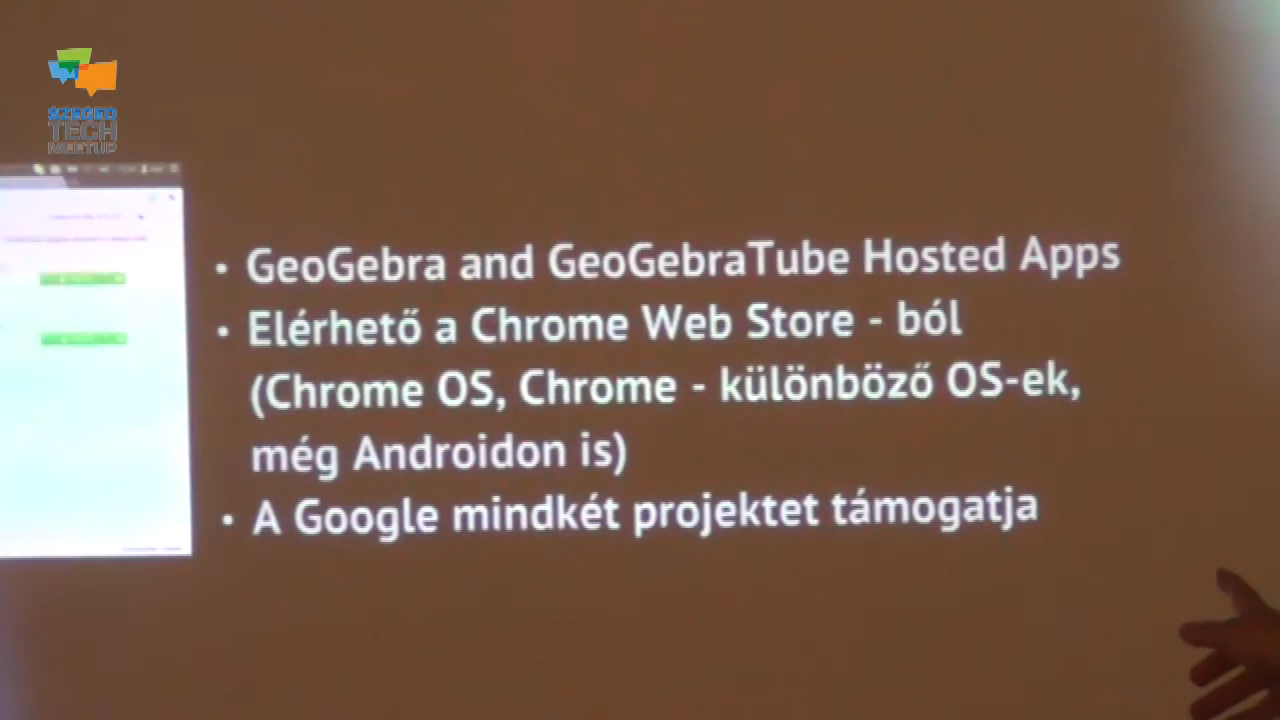 SZEGED
TECH
MEETUP
• GeoGebra and GeoGebraTube Hosted Apps
• Elérhető a Chrome Web Store - ból
(Chrome OS, Chrome - különböző OS-ek,
még Androidon is)
• A Google mindkét projektet támogatja